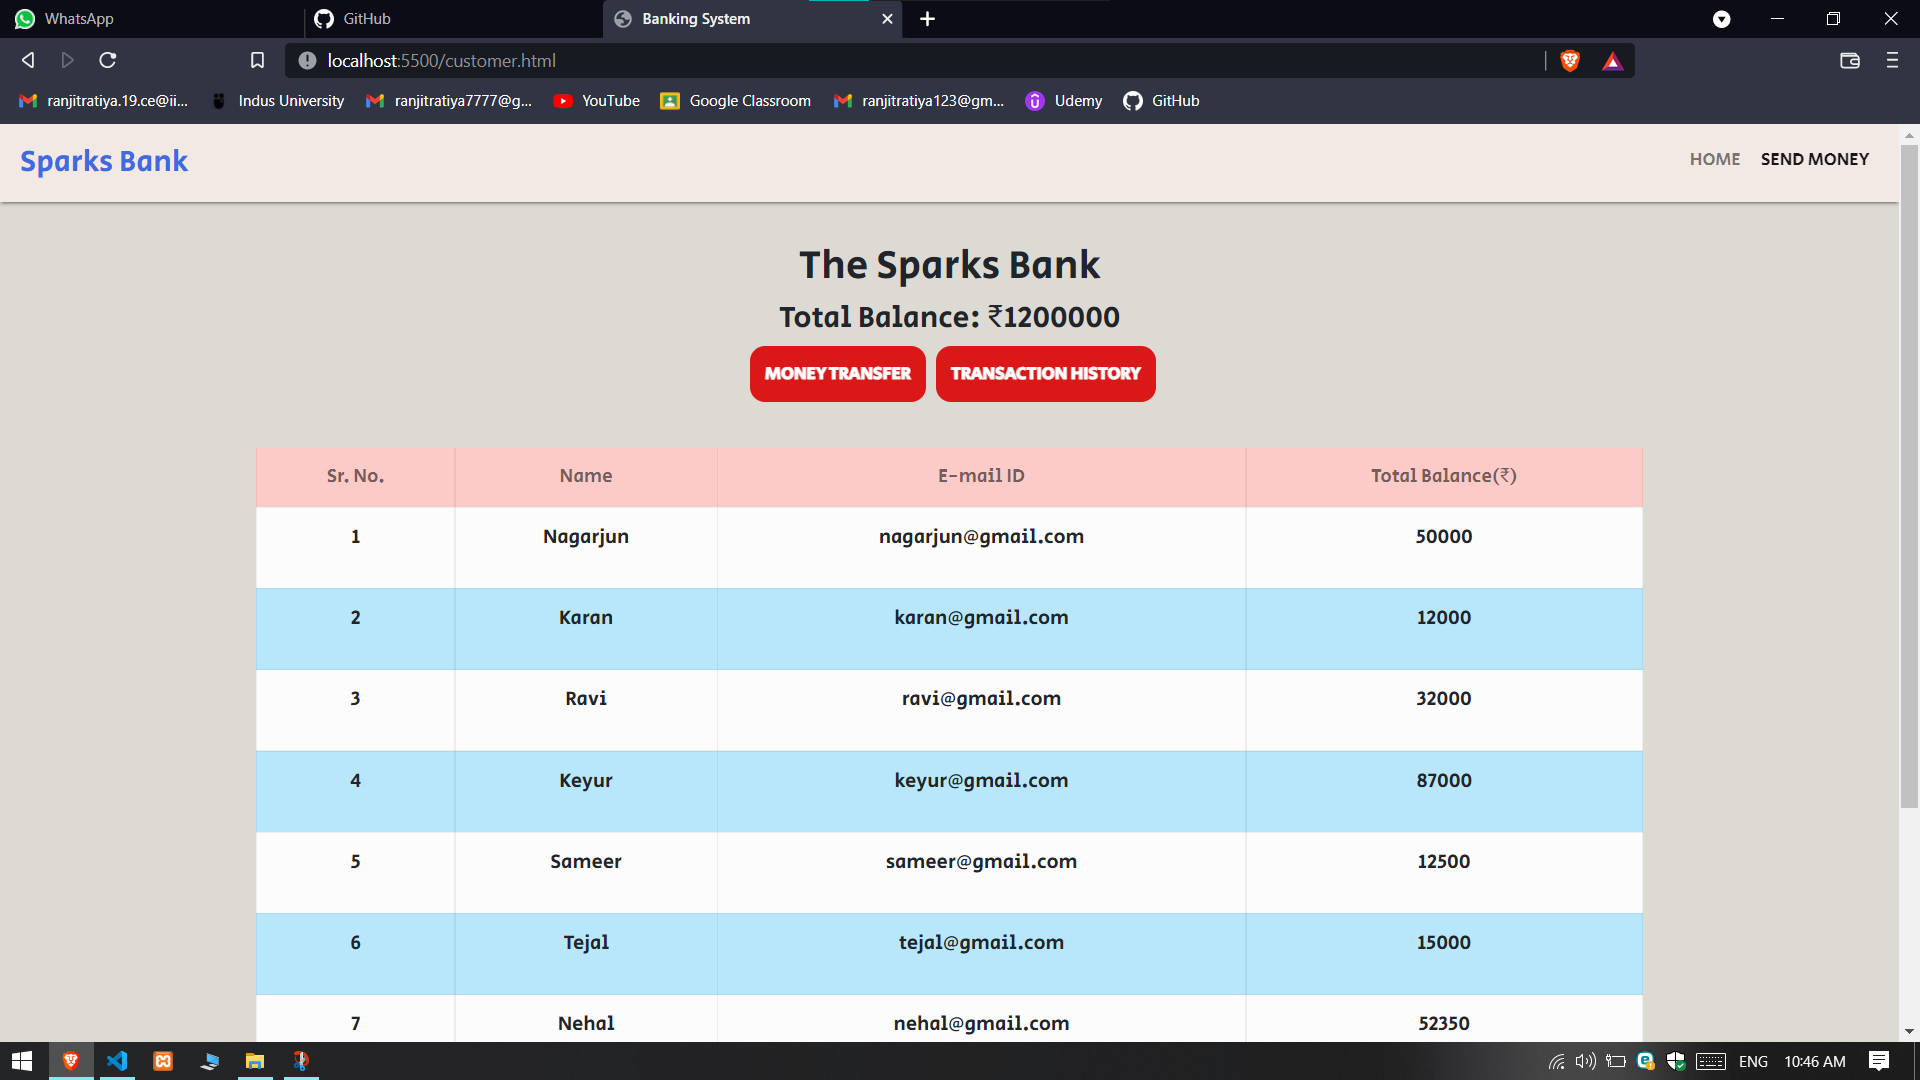 WhatsApp GitHub Banking System
localhost:5500/customer.html
ranjitratiya.19.ce@ii... Indus University ranjitratiya7777@g... YouTube Google Classroom ranjitratiya123@gm... Udemy GitHub
Sparks Bank HOME SEND MONEY
The Sparks Bank
Total Balance: ₹1200000
MONEY TRANSFER TRANSACTION HISTORY
Sr. No. Name E-mail ID Total Balance(₹)
1 Nagarjun nagarjun@gmail.com 50000
2 Karan karan@gmail.com 12000
3 Ravi ravi@gmail.com 32000
4 Keyur keyur@gmail.com 87000
5 Sameer sameer@gmail.com 12500
6 Tejal tejal@gmail.com 15000
7 Nehal nehal@gmail.com 52350
ENG 10:46 AM